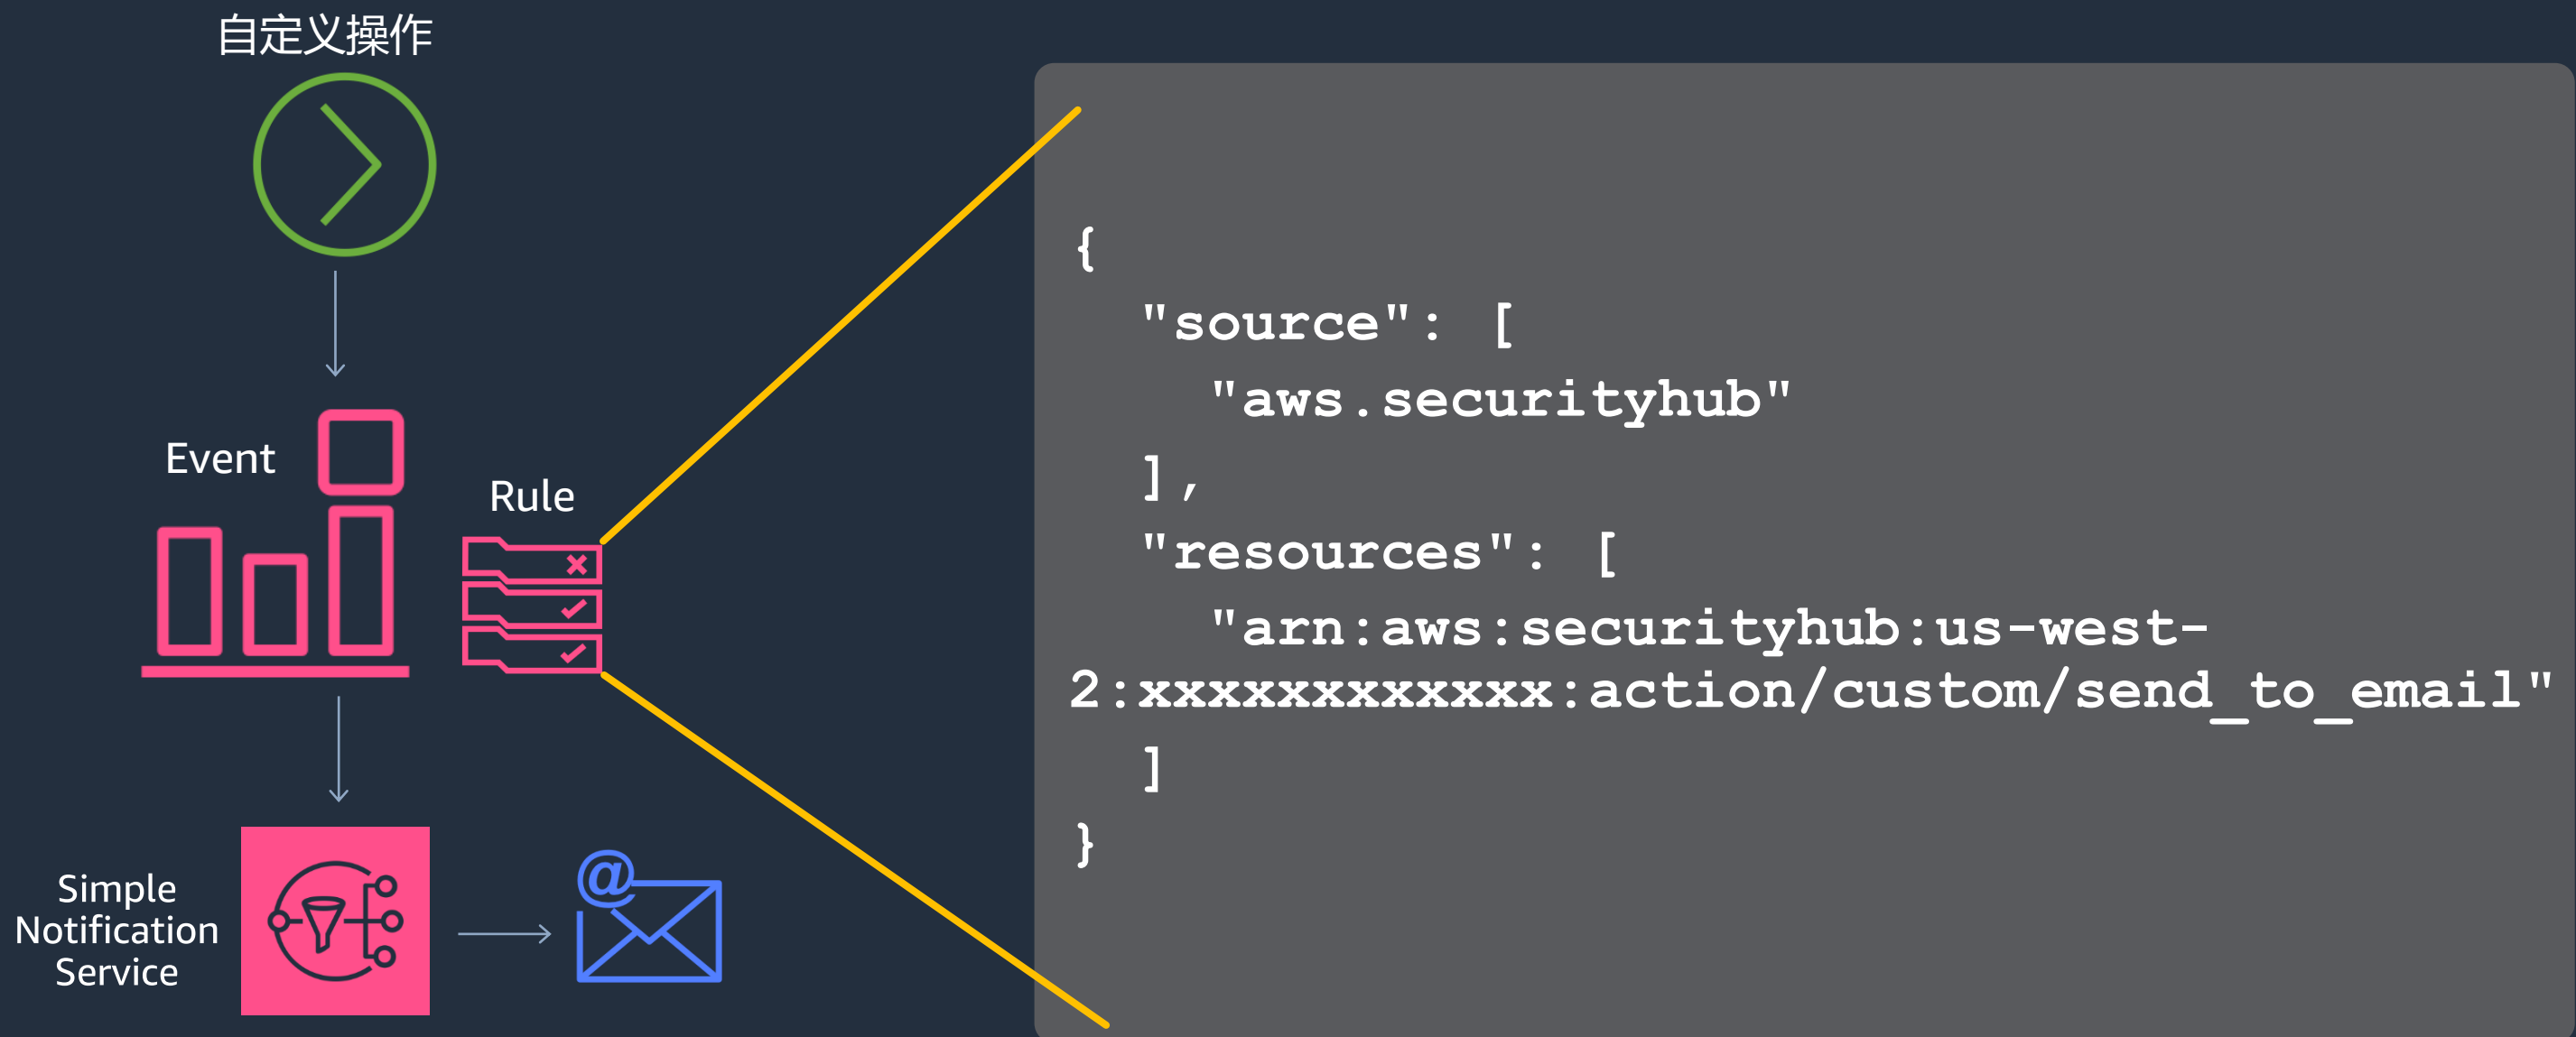 自定义操作
Event
Rule
Simple
Notification
Service
{
"source": [
"aws.securityhub"
],
"resources": [
"arn:aws:securityhub:us-west-
2:xxxxxxxxxxxx:action/custom/send_to_email"
]
}